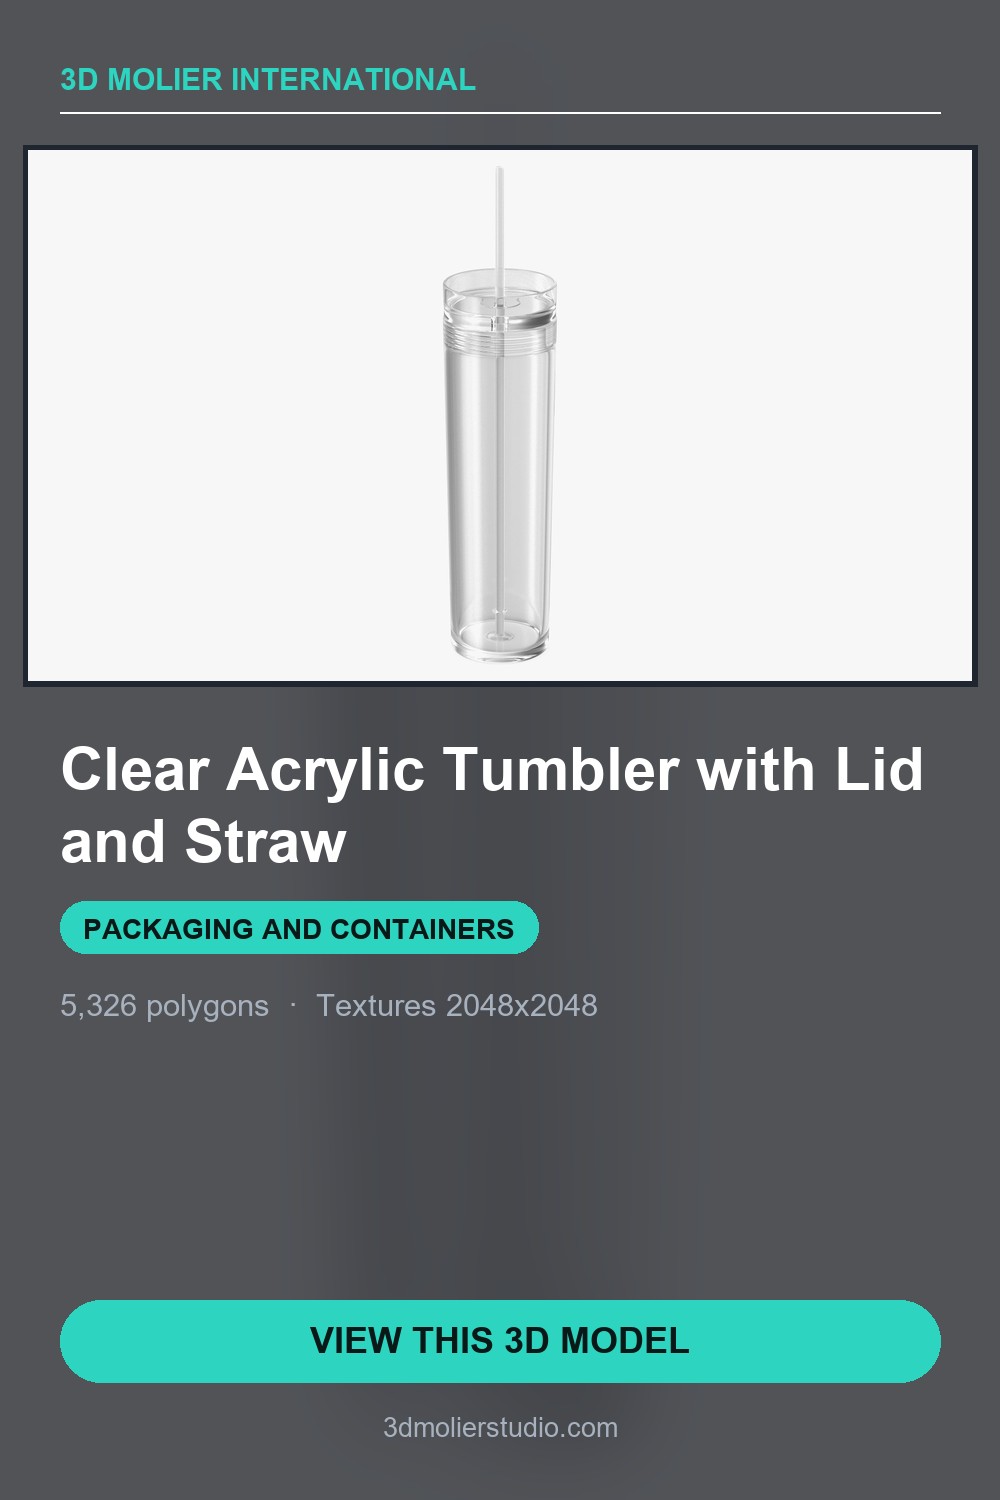 3D MOLIER INTERNATIONAL
Clear Acrylic Tumbler with Lid
and Straw
PACKAGING AND CONTAINERS
5,326 polygons · Textures 2048x2048
VIEW THIS 3D MODEL
3dmolierstudio.com